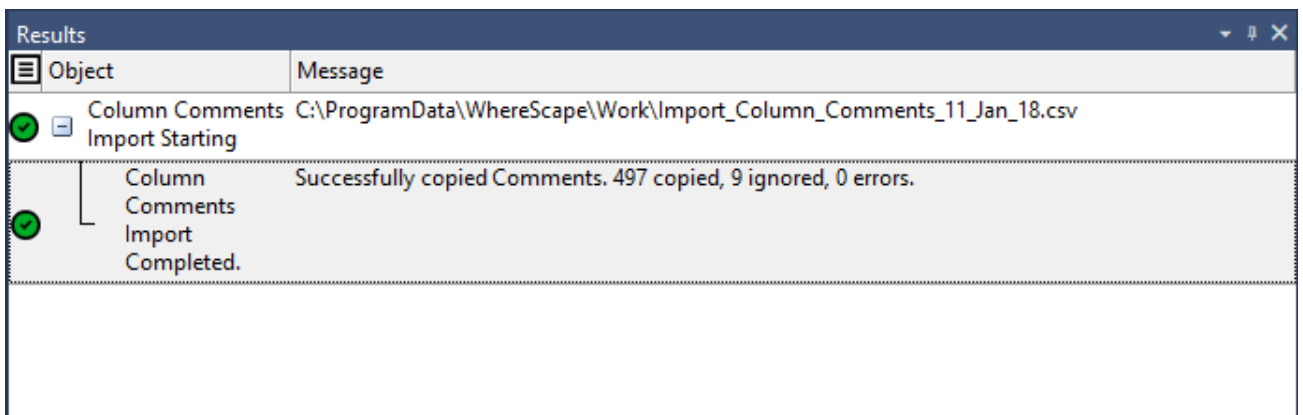 Results
Object Message
Column Comments C:\ProgramData\WhereScape\Work\Import_Column_Comments_11_Jan_18.csv
Import Starting
Column Successfully copied Comments. 497 copied, 9 ignored, 0 errors.
Comments
Import
Completed.